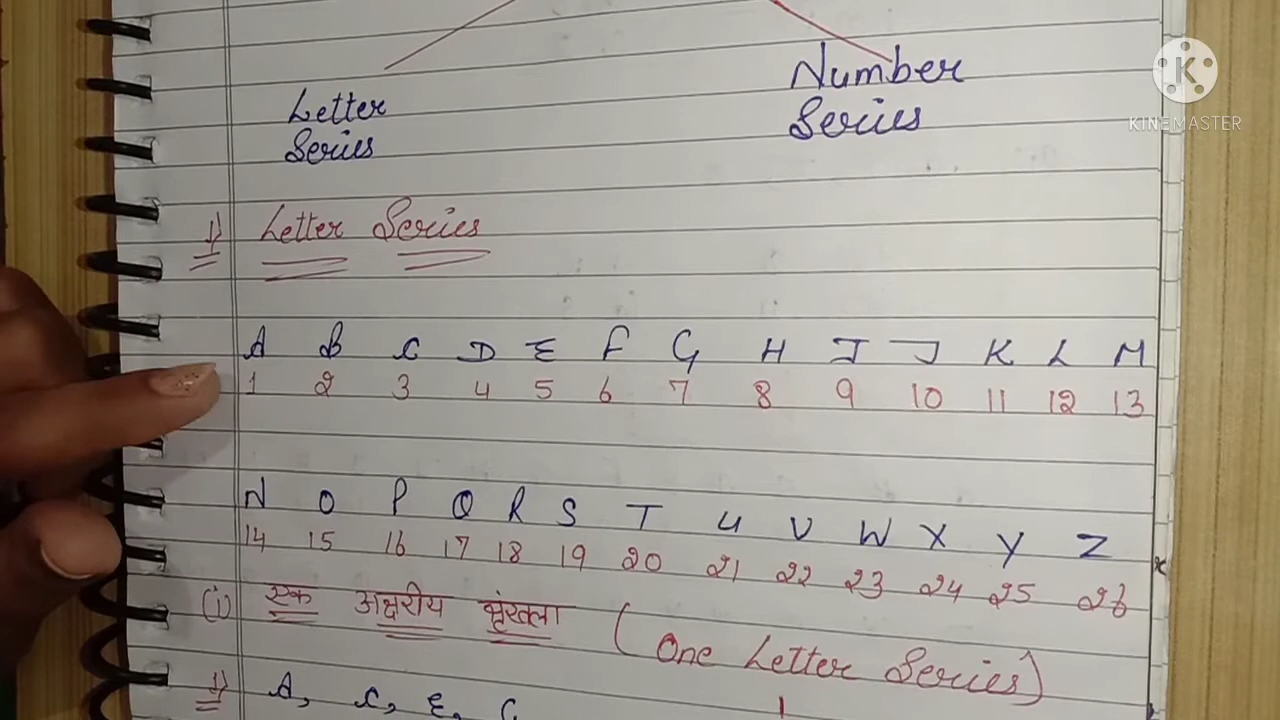 Letter Number
Series Series
KINEMASTER
1) Letter Series
A B C D E F G H I J K L M
1 2 3 4 5 6 7 8 9 10 11 12 13
N O P Q R S T U V W X Y Z
14 15 16 17 18 19 20 21 22 23 24 25 26
(i) एक अक्षरीय श्रृंखला (One Letter Series)
1) A, C, E, G